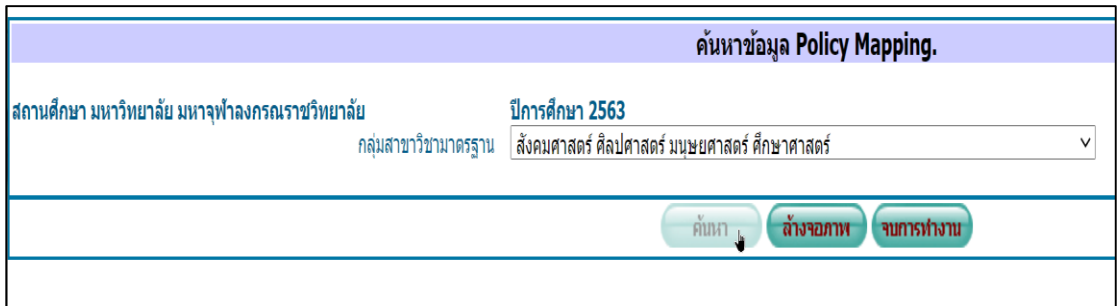 ค้นหาข้อมูล Policy Mapping.
สถานศึกษา มหาวิทยาลัย มหาจุฬาลงกรณราชวิทยาลัย ปีการศึกษา 2563
กลุ่มสาขาวิชามาตรฐาน สังคมศาสตร์ ศิลปศาสตร์ มนุษยศาสตร์ ศึกษาศาสตร์
ค้นหา ล้างจอภาพ จบการทำงาน